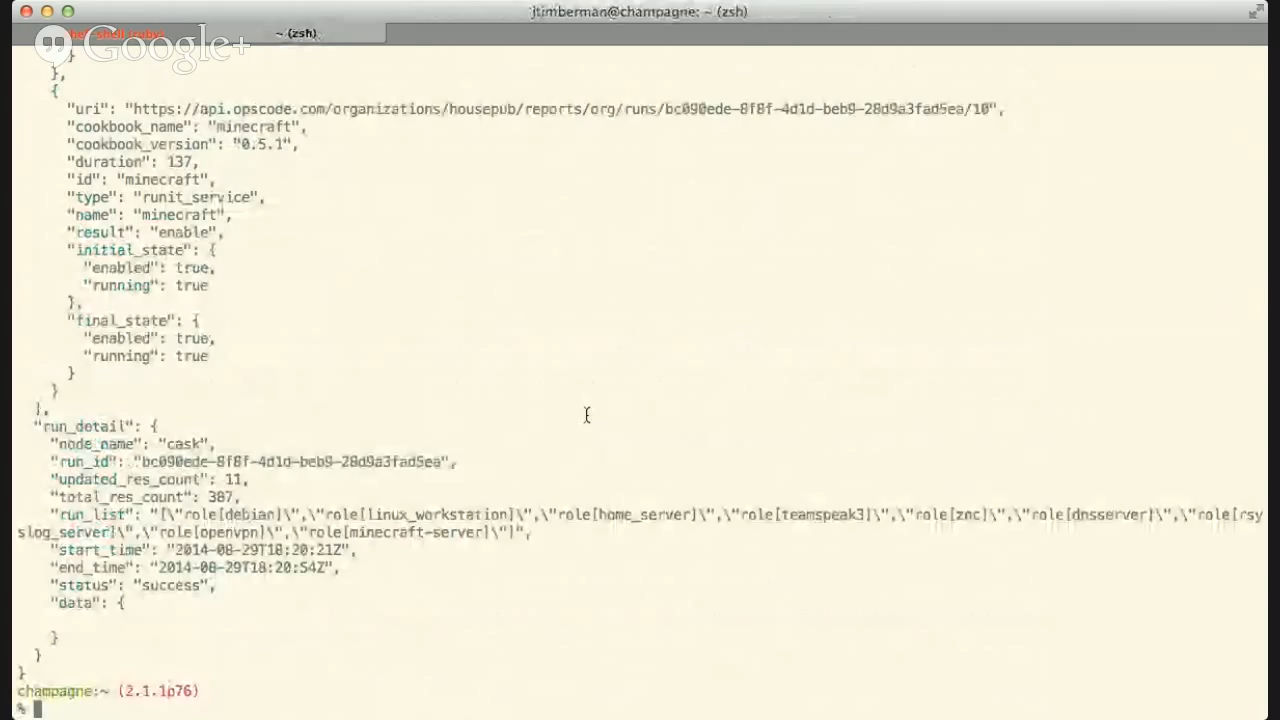 jtimberman@champagne: ~ (zsh)
chef-shell (ruby)
~ (zsh)
Google+
}
},
{
"uri": "https://api.opscode.com/organizations/housepub/reports/org/runs/bc090ede-8f8f-4d1d-beb9-28d9a3fad5ea/10",
"cookbook_name": "minecraft",
"cookbook_version": "0.5.1",
"duration": 137,
"id": "minecraft",
"type": "runit_service",
"name": "minecraft",
"result": "enable",
"initial_state": {
"enabled": true,
"running": true
},
"final_state": {
"enabled": true,
"running": true
}
}
],
"run_detail": {
"node_name": "cask",
"run_id": "bc090ede-8f8f-4d1d-beb9-28d9a3fad5ea",
"updated_res_count": 11,
"total_res_count": 387,
"run_list": "[\"role[debian]\",\"role[linux_workstation]\",\"role[home_server]\",\"role[teamspeak3]\",\"role[znc]\",\"role[dnsserver]\",\"role[rsy
slog_server]\",\"role[openvpn]\",\"role[minecraft-server]\"]",
"start_time": "2014-08-29T18:20:21Z",
"end_time": "2014-08-29T18:20:54Z",
"status": "success",
"data": {
}
}
}
champagne:~ (2.1.1p76)
%